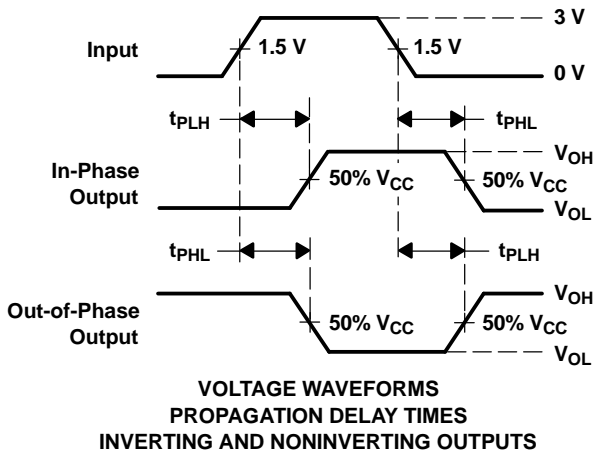 3 V
Input
1.5 V
1.5 V
0 V
tPLH
tPHL
VOH
In-Phase
Output
50% VCC
50% VCC
VOL
tPHL
tPLH
VOH
Out-of-Phase
Output
50% VCC
50% VCC
VOL
VOLTAGE WAVEFORMS
PROPAGATION DELAY TIMES
INVERTING AND NONINVERTING OUTPUTS